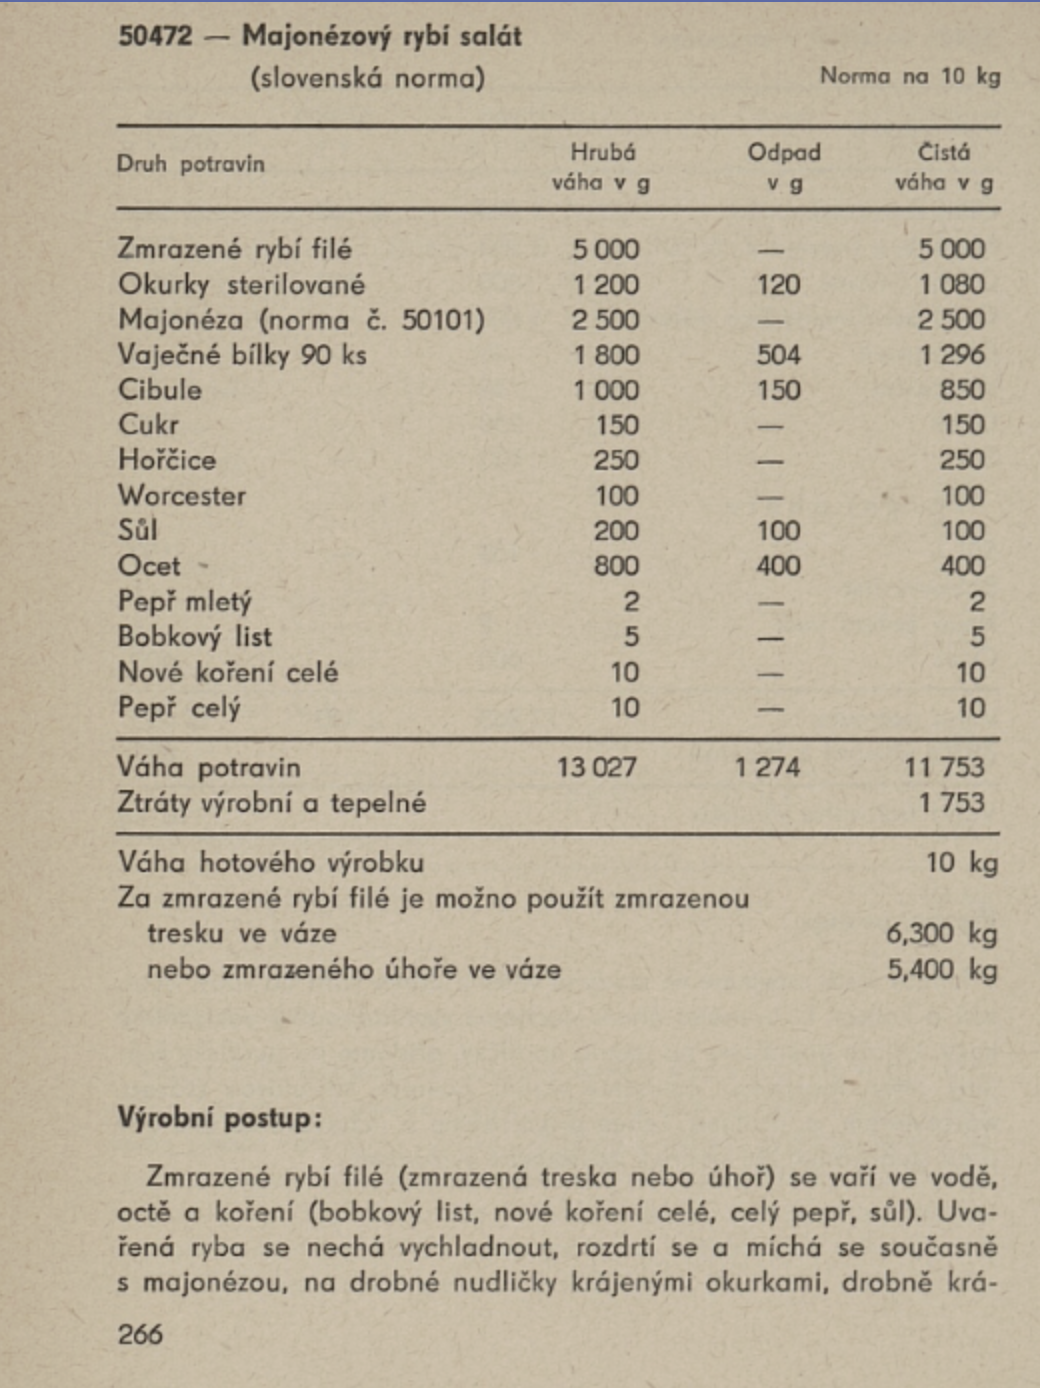 50472 — Majonézový rybí salát
(slovenská norma) Norma na 10 kg
Druh potravin Hrubá váha v g Odpad v g Čistá váha v g
Zmrazené rybí filé 5 000 — 5 000
Okurky sterilované 1 200 120 1 080
Majonéza (norma č. 50101) 2 500 — 2 500
Vaječné bílky 90 ks 1 800 504 1 296
Cibule 1 000 150 850
Cukr 150 — 150
Hořčice 250 — 250
Worcester 100 — 100
Sůl 200 100 100
Ocet 800 400 400
Pepř mletý 2 — 2
Bobkový list 5 — 5
Nové koření celé 10 — 10
Pepř celý 10 — 10
Váha potravin 13 027 1 274 11 753
Ztráty výrobní a tepelné 1 753
Váha hotového výrobku 10 kg
Za zmrazené rybí filé je možno použít zmrazenou
tresku ve váze 6,300 kg
nebo zmrazeného úhoře ve váze 5,400 kg
Výrobní postup:
Zmrazené rybí filé (zmrazená treska nebo úhoř) se vaří ve vodě,
octě a koření (bobkový list, nové koření celé, celý pepř, sůl). Uva-
řená ryba se nechá vychladnout, rozdrtí se a míchá se současně
s majonézou, na drobné nudličky krájenými okurkami, drobně krá-
266